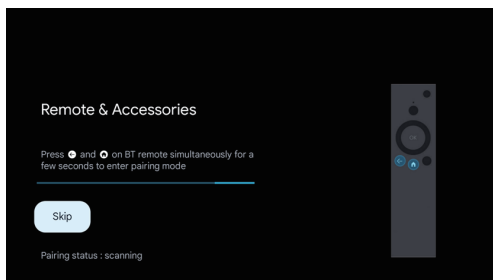 Remote & Accessories
Press and on BT remote simultaneously for a
few seconds to enter pairing mode
Skip
Pairing status : scanning